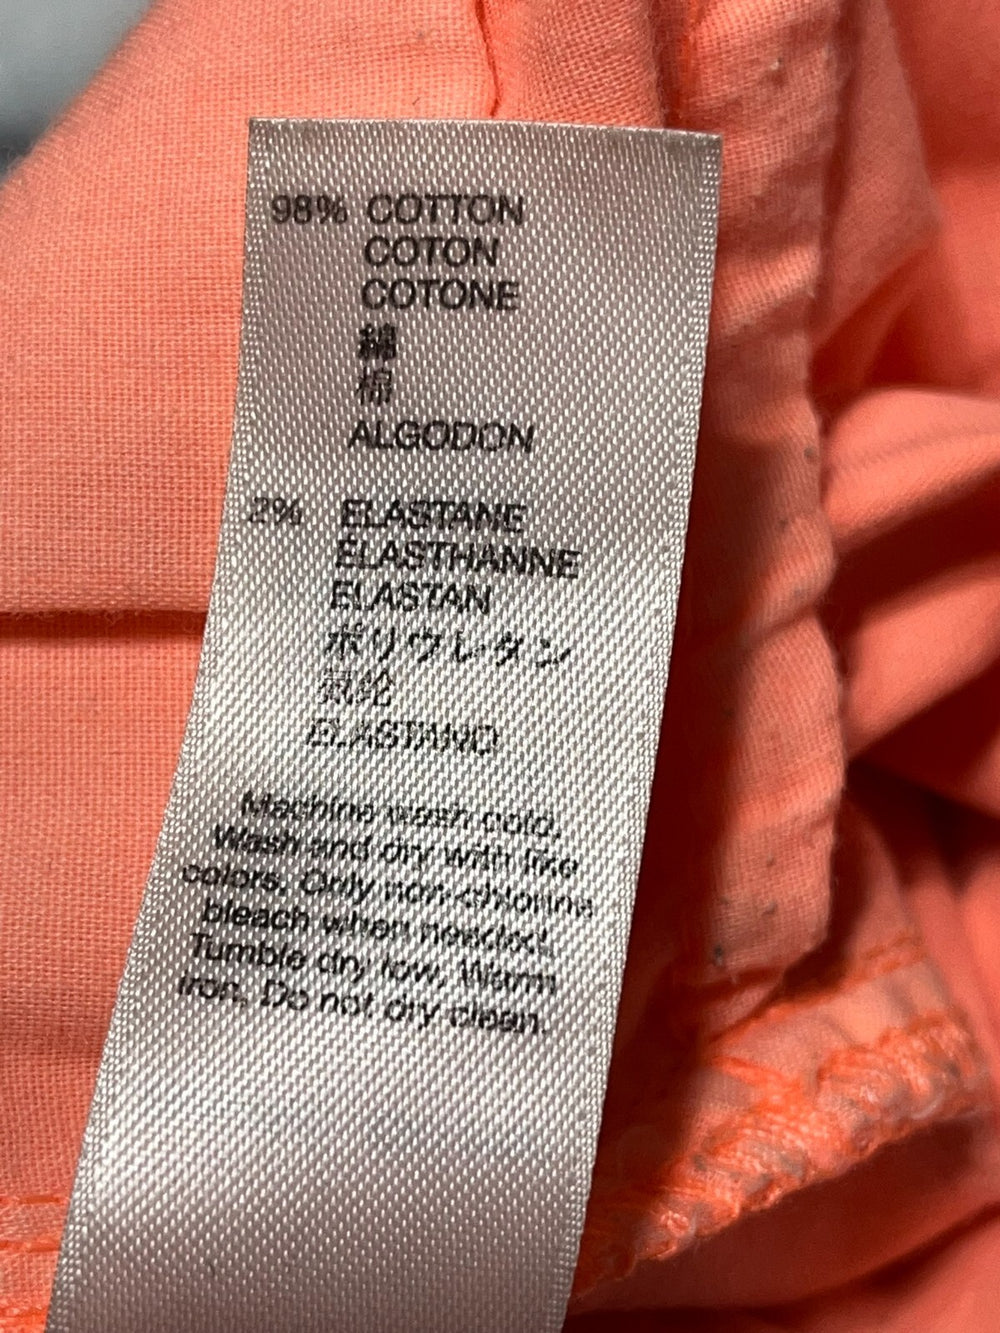 98% COTTON
COTON
COTONE
綿
棉
ALGODON
2% ELASTANE
ELASTHANNE
ELASTAN
ポリウレタン
氨纶
ELASTANO
Machine wash cold.
Wash and dry with like
colors. Only non-chlorine
bleach when needed.
Tumble dry low, Warm
iron. Do not dry clean.